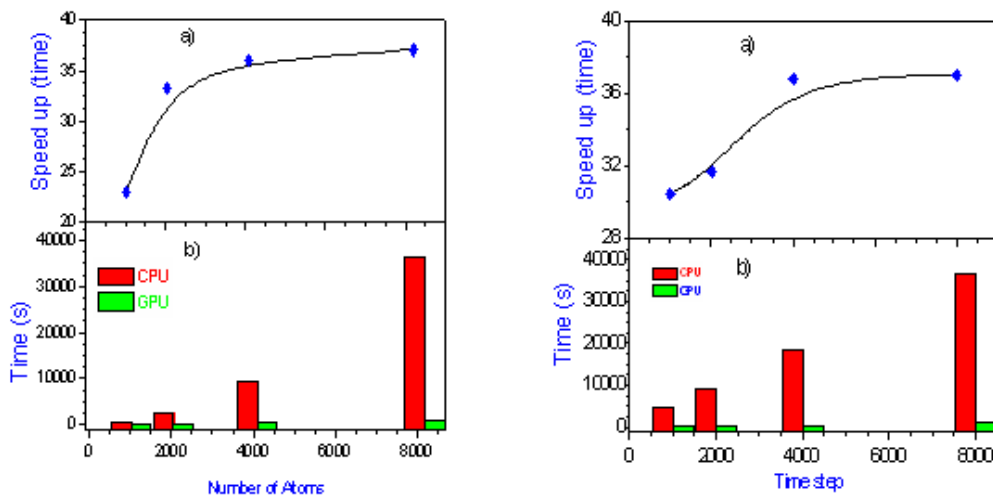 40
35
30
25
20
Speed up (time)
a)
40000
30000
20000
10000
0
Time (s)
b)
CPU
GPU
0
2000
4000
6000
8000
Number of Atoms
40
36
32
28
Speed up (time)
a)
40000
30000
20000
10000
0
Time (s)
b)
CPU
GPU
0
2000
4000
6000
8000
Time step